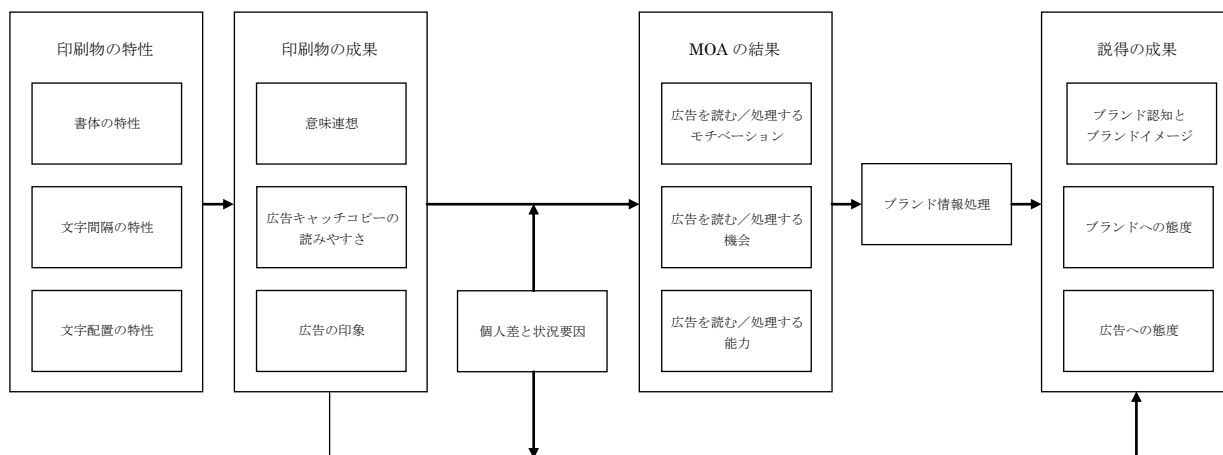 印刷物の特性
書体の特性
文字間隔の特性
文字配置の特性
印刷物の成果
意味連想
広告キャッチコピーの
読みやすさ
広告の印象
個人差と状況要因
MOA の結果
広告を読む／処理する
モチベーション
広告を読む／処理する
機会
広告を読む／処理する
能力
ブランド情報処理
説得の成果
ブランド認知と
ブランドイメージ
ブランドへの態度
広告への態度